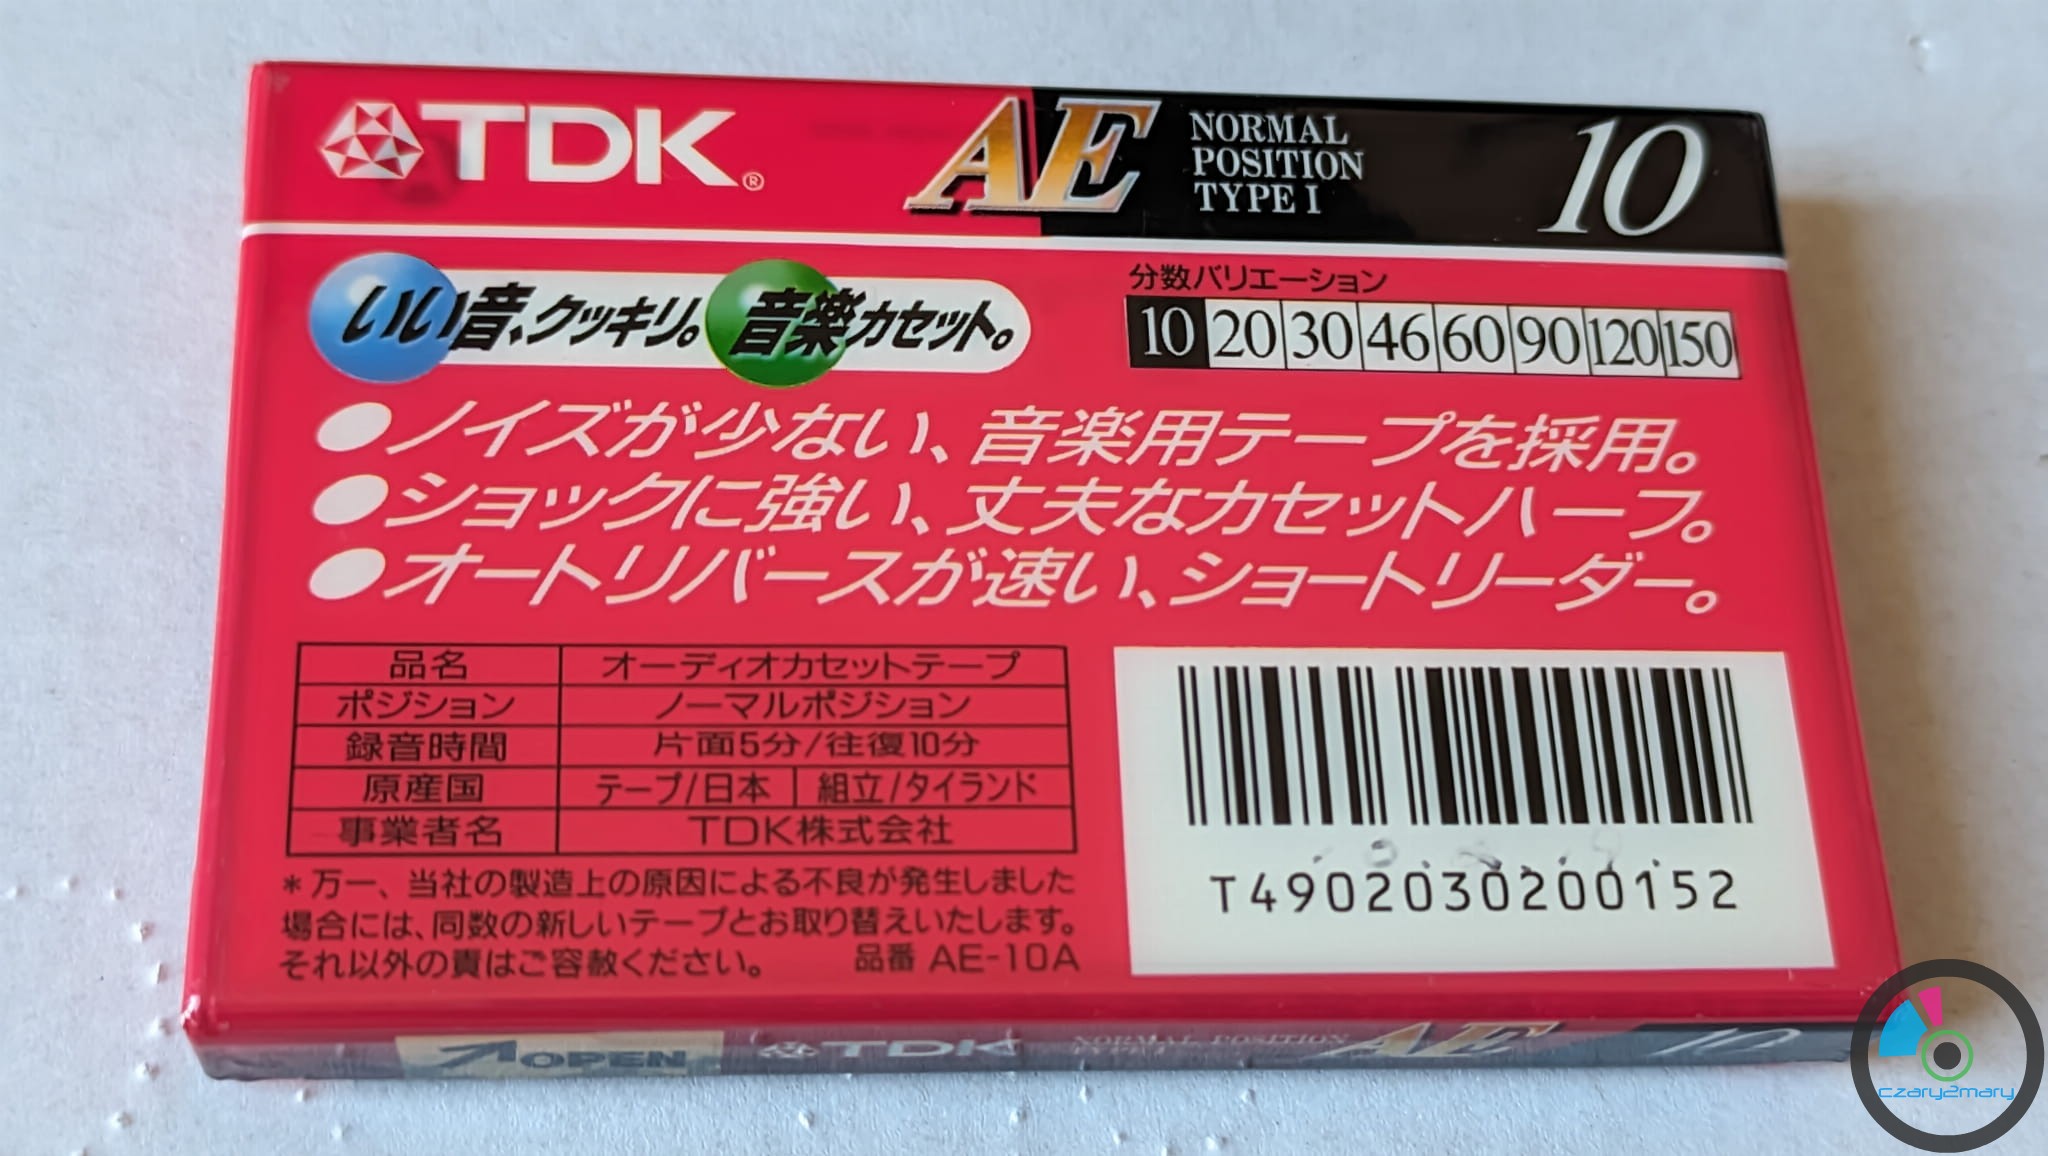 TDK®
AE
NORMAL
POSITION
TYPE I
10
いい音、クッキリ。音楽カセット。
分数バリエーション
10 20 30 46 60 90 120 150
●ノイズが少ない、音楽用テープを採用。
●ショックに強い、丈夫なカセットハーフ。
●オートリバースが速い、ショートリーダー。
品名 オーディオカセットテープ
ポジション ノーマルポジション
録音時間 片面5分/往復10分
原産国 テープ/日本 組立/タイランド
事業者名 TDK株式会社
*万一、当社の製造上の原因による不良が発生しました
場合には、同数の新しいテープとお取り替えいたします。
それ以外の責はご容赦ください。 品番 AE-10A
T4902030200152
OPEN
TDK
NORMAL POSITION
TYPE I
AE
10
czary2mary